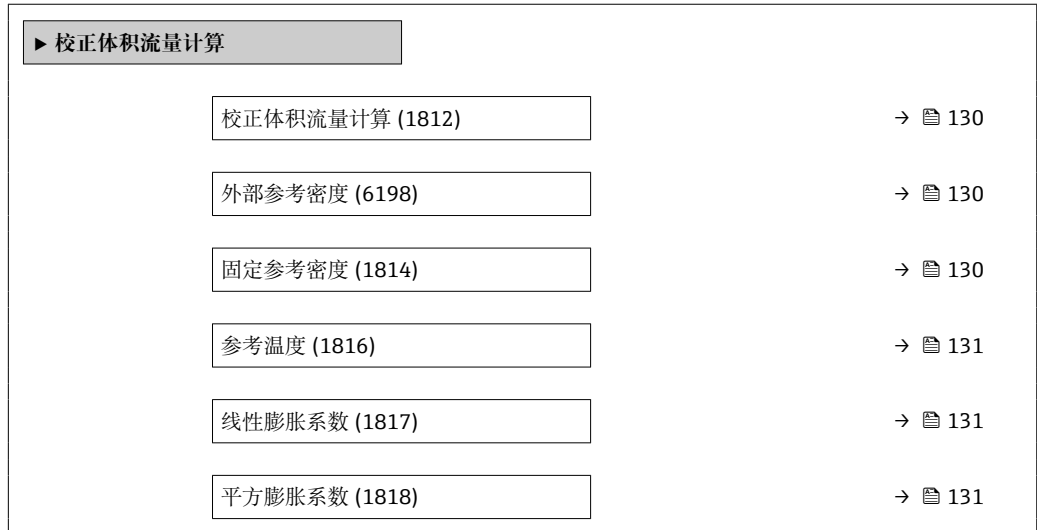 ▶ 校正体积流量计算
校正体积流量计算 (1812) → 🖹 130
外部参考密度 (6198) → 🖹 130
固定参考密度 (1814) → 🖹 130
参考温度 (1816) → 🖹 131
线性膨胀系数 (1817) → 🖹 131
平方膨胀系数 (1818) → 🖹 131